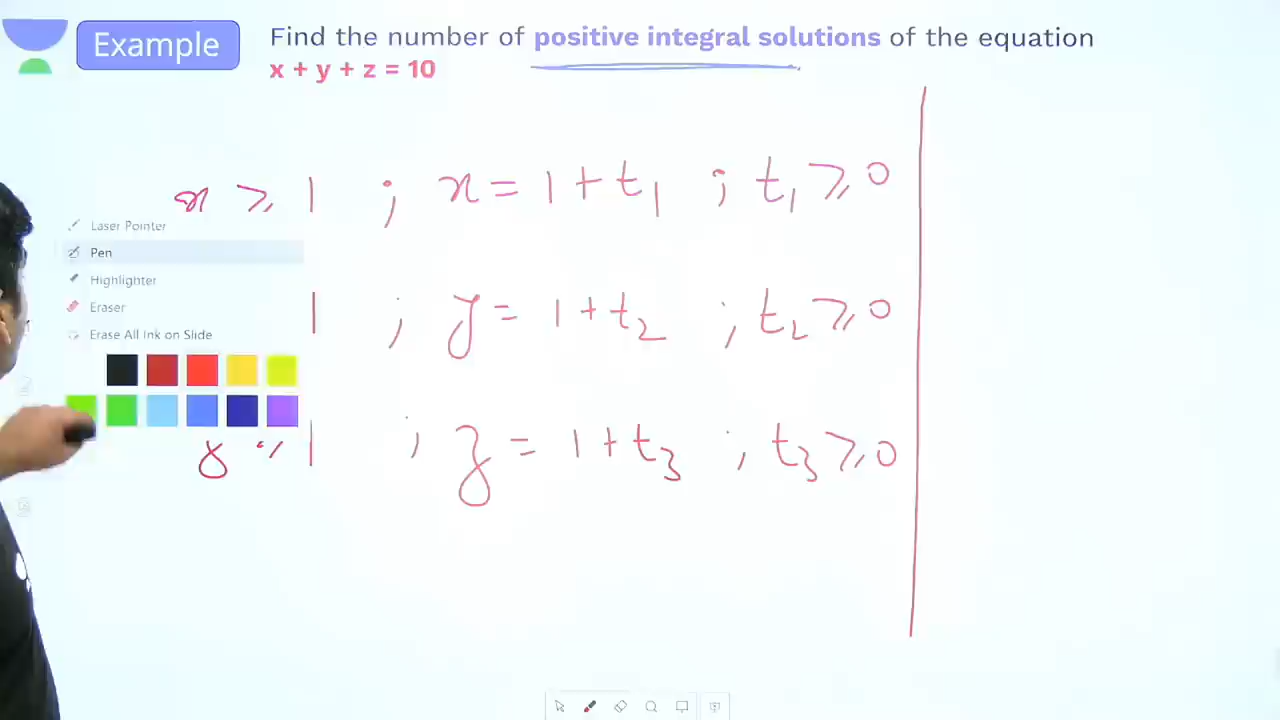 Example
Find the number of positive integral solutions of the equation
x + y + z = 10
x ⩾ 1 ; x = 1 + t₁ ; t₁ ⩾ 0
Laser Pointer
Pen
Highlighter
Eraser
1 ; y = 1 + t₂ ; t₂ ⩾ 0
Erase All Ink on Slide
1 ; z = 1 + t₃ ; t₃ ⩾ 0